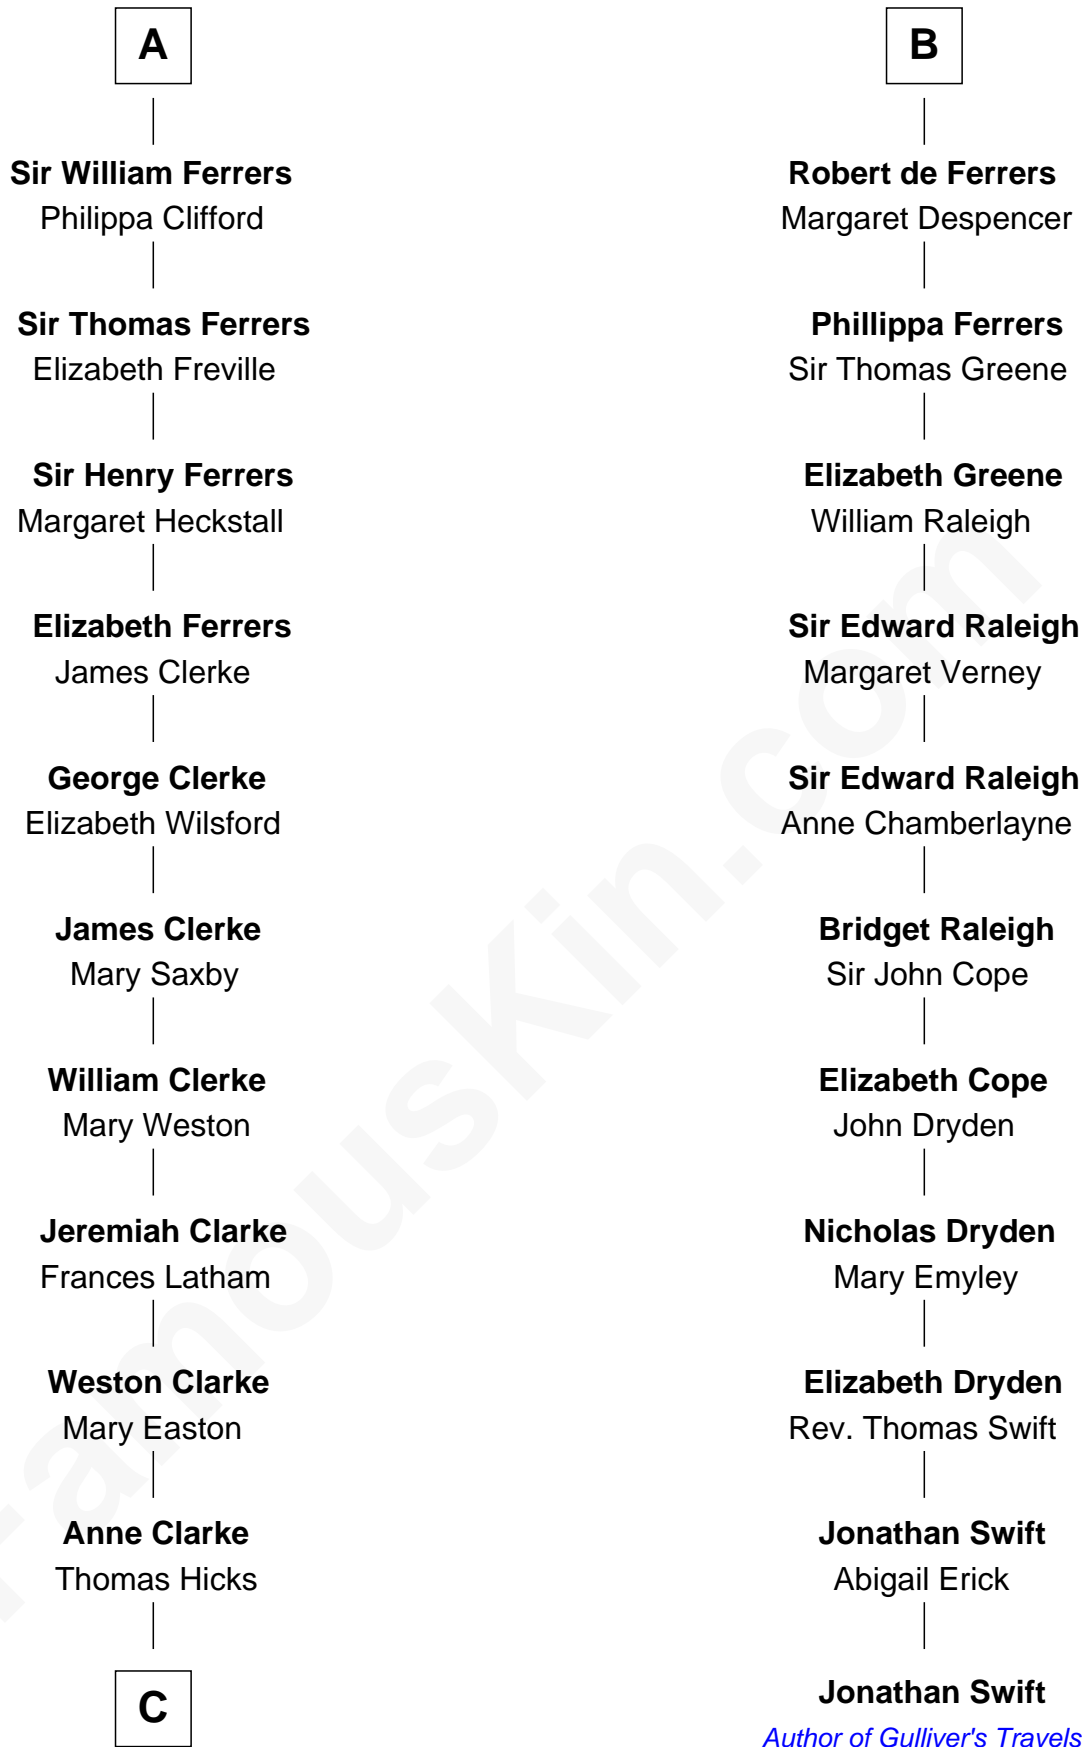 A
Sir William Ferrers
Philippa Clifford
Sir Thomas Ferrers
Elizabeth Freville
Sir Henry Ferrers
Margaret Heckstall
Elizabeth Ferrers
James Clerke
George Clerke
Elizabeth Wilsford
James Clerke
Mary Saxby
William Clerke
Mary Weston
Jeremiah Clarke
Frances Latham
Weston Clarke
Mary Easton
Anne Clarke
Thomas Hicks
C
B
Robert de Ferrers
Margaret Despencer
Phillippa Ferrers
Sir Thomas Greene
Elizabeth Greene
William Raleigh
Sir Edward Raleigh
Margaret Verney
Sir Edward Raleigh
Anne Chamberlayne
Bridget Raleigh
Sir John Cope
Elizabeth Cope
John Dryden
Nicholas Dryden
Mary Emyley
Elizabeth Dryden
Rev. Thomas Swift
Jonathan Swift
Abigail Erick
Jonathan Swift
Author of Gulliver's Travels
FamousKin.com